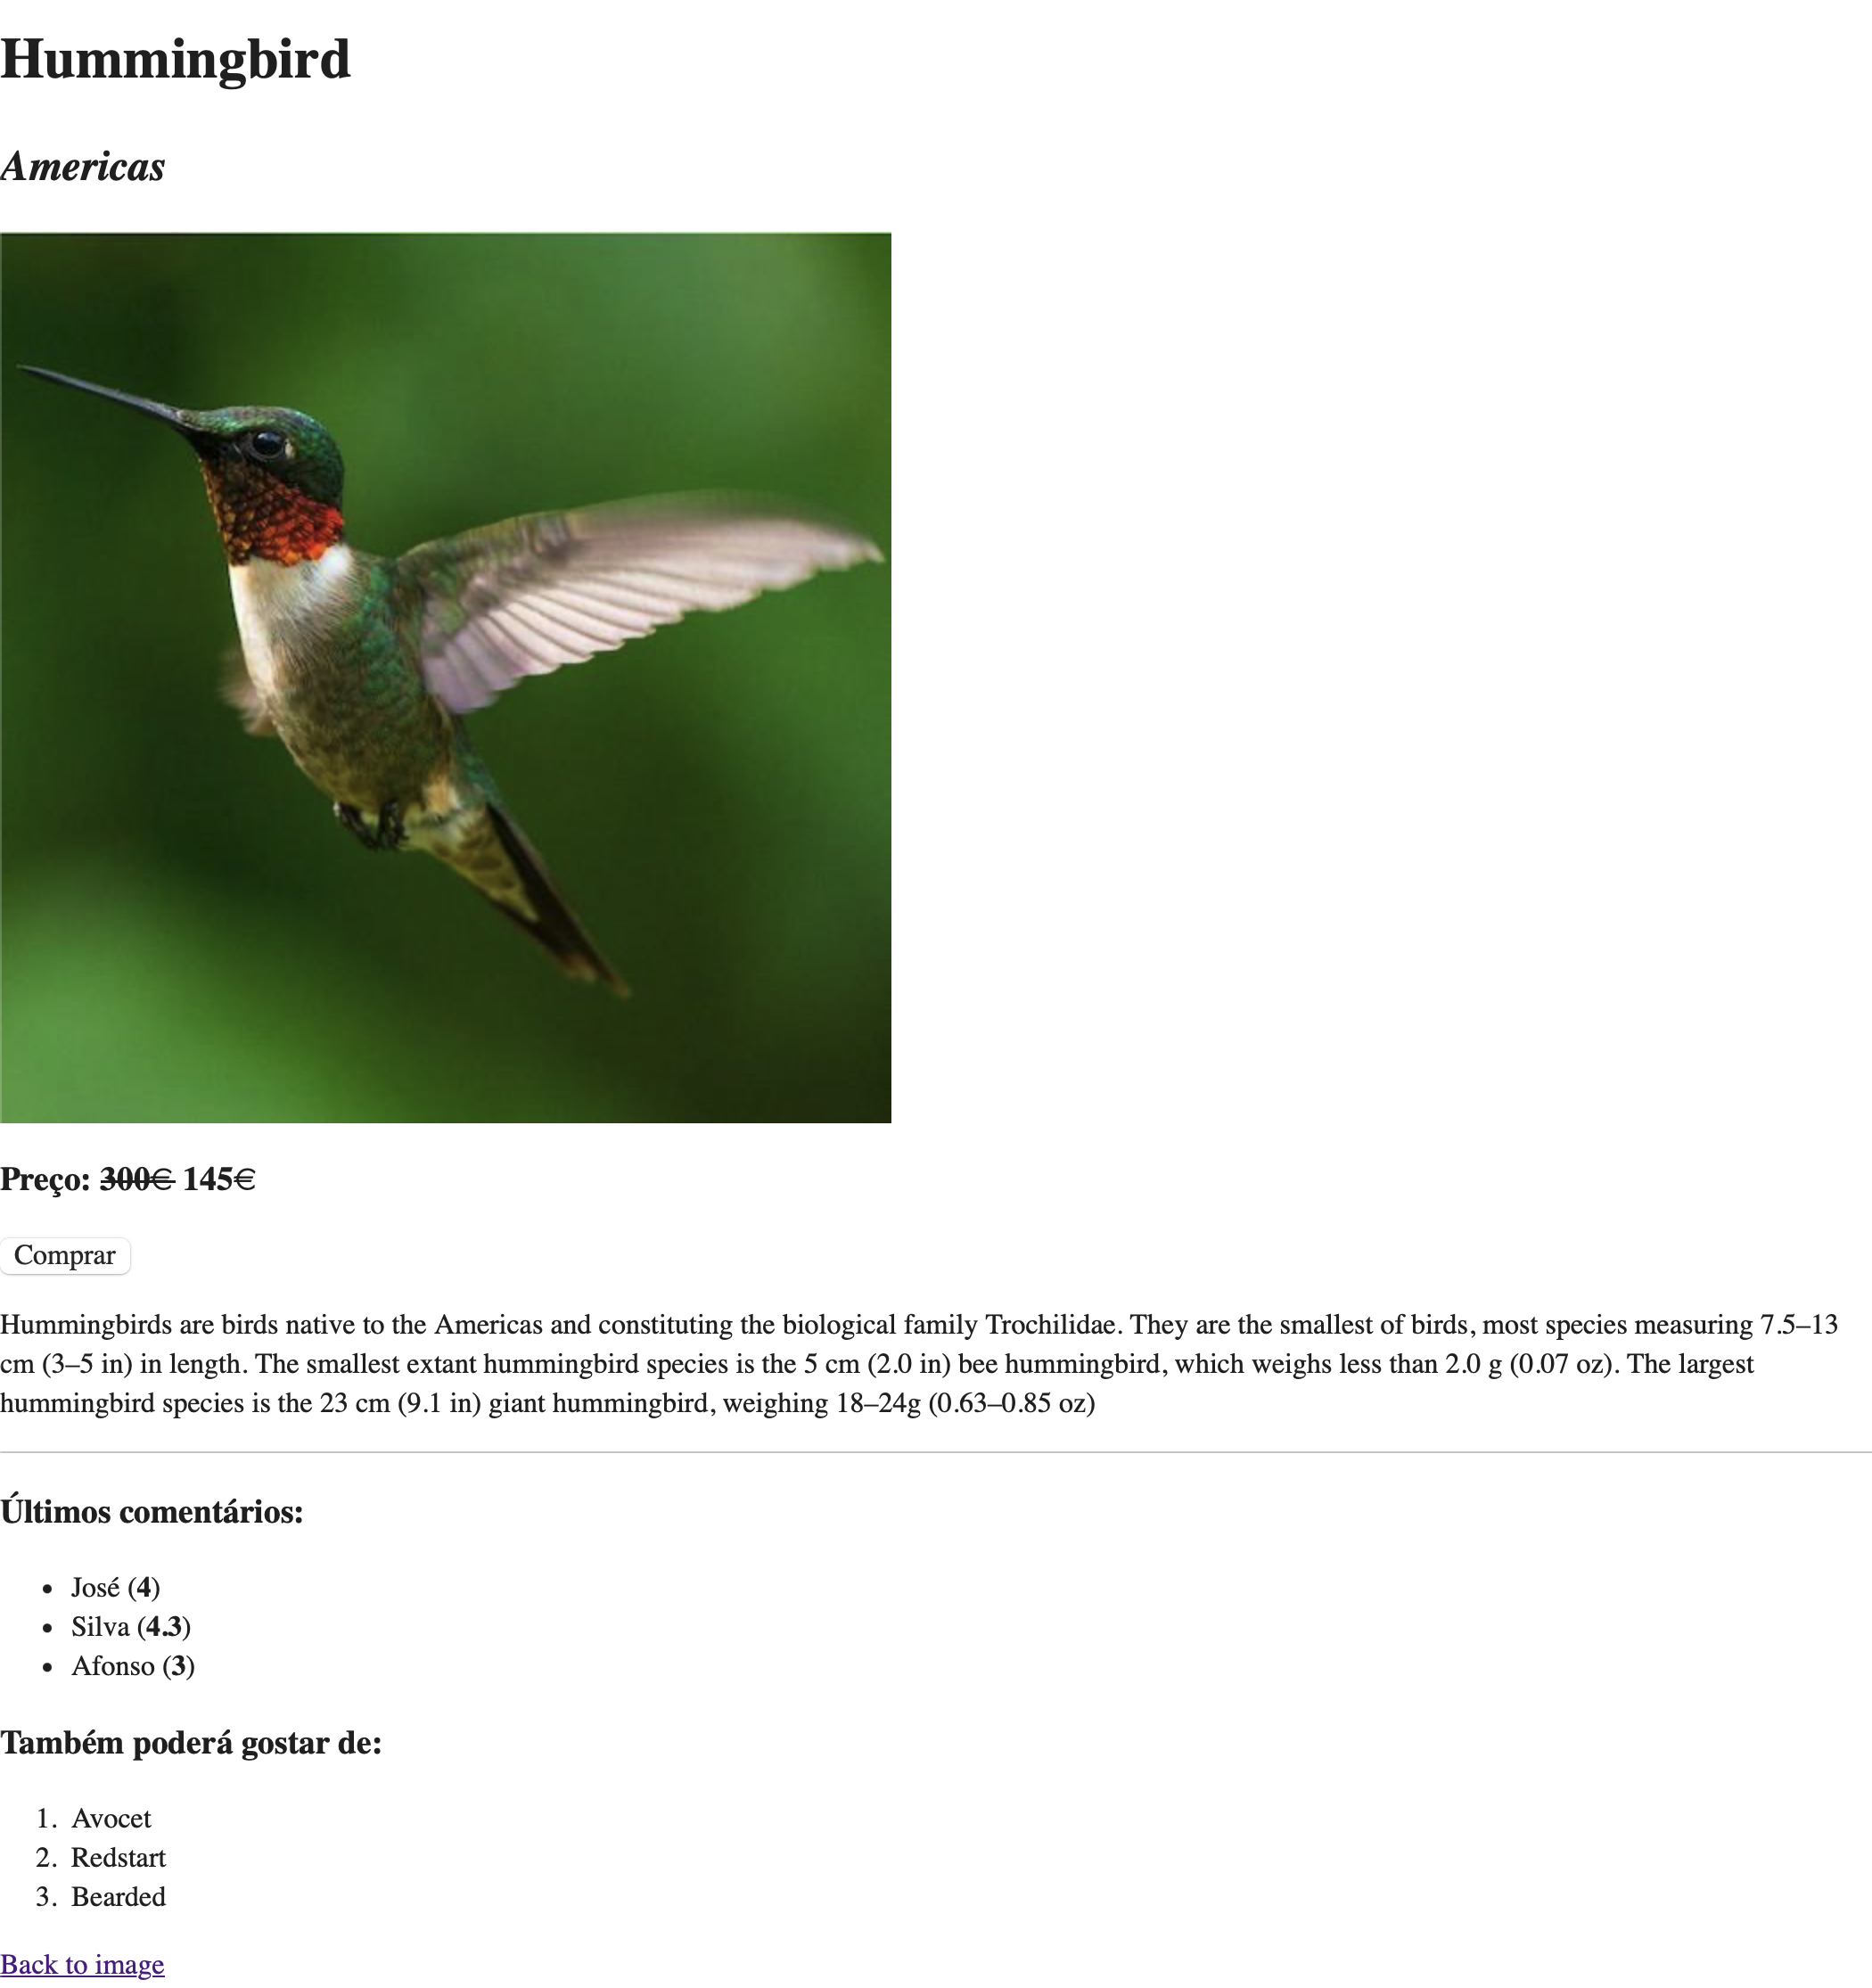 Hummingbird
Americas
Preço: 300€ 145€
Comprar
Hummingbirds are birds native to the Americas and constituting the biological family Trochilidae. They are the smallest of birds, most species measuring 7.5–13
cm (3–5 in) in length. The smallest extant hummingbird species is the 5 cm (2.0 in) bee hummingbird, which weighs less than 2.0 g (0.07 oz). The largest
hummingbird species is the 23 cm (9.1 in) giant hummingbird, weighing 18–24g (0.63–0.85 oz)
Últimos comentários:
• José (4)
• Silva (4.3)
• Afonso (3)
Também poderá gostar de:
1. Avocet
2. Redstart
3. Bearded
Back to image